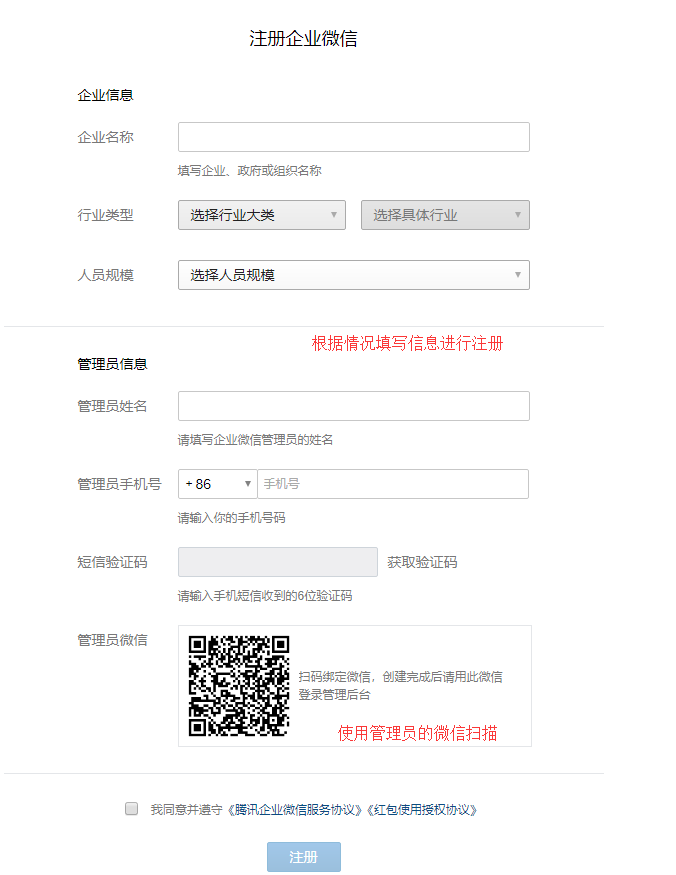 注册企业微信
企业信息
企业名称
填写企业、政府或组织名称
行业类型 选择行业大类 选择具体行业
人员规模 选择人员规模
根据情况填写信息进行注册
管理员信息
管理员姓名
请填写企业微信管理员的姓名
管理员手机号 + 86 手机号
请输入你的手机号码
短信验证码 获取验证码
请输入手机短信收到的6位验证码
管理员微信
扫码绑定微信，创建完成后请用此微信
登录管理后台
使用管理员的微信扫描
我同意并遵守《腾讯企业微信服务协议》《红包使用授权协议》
注册